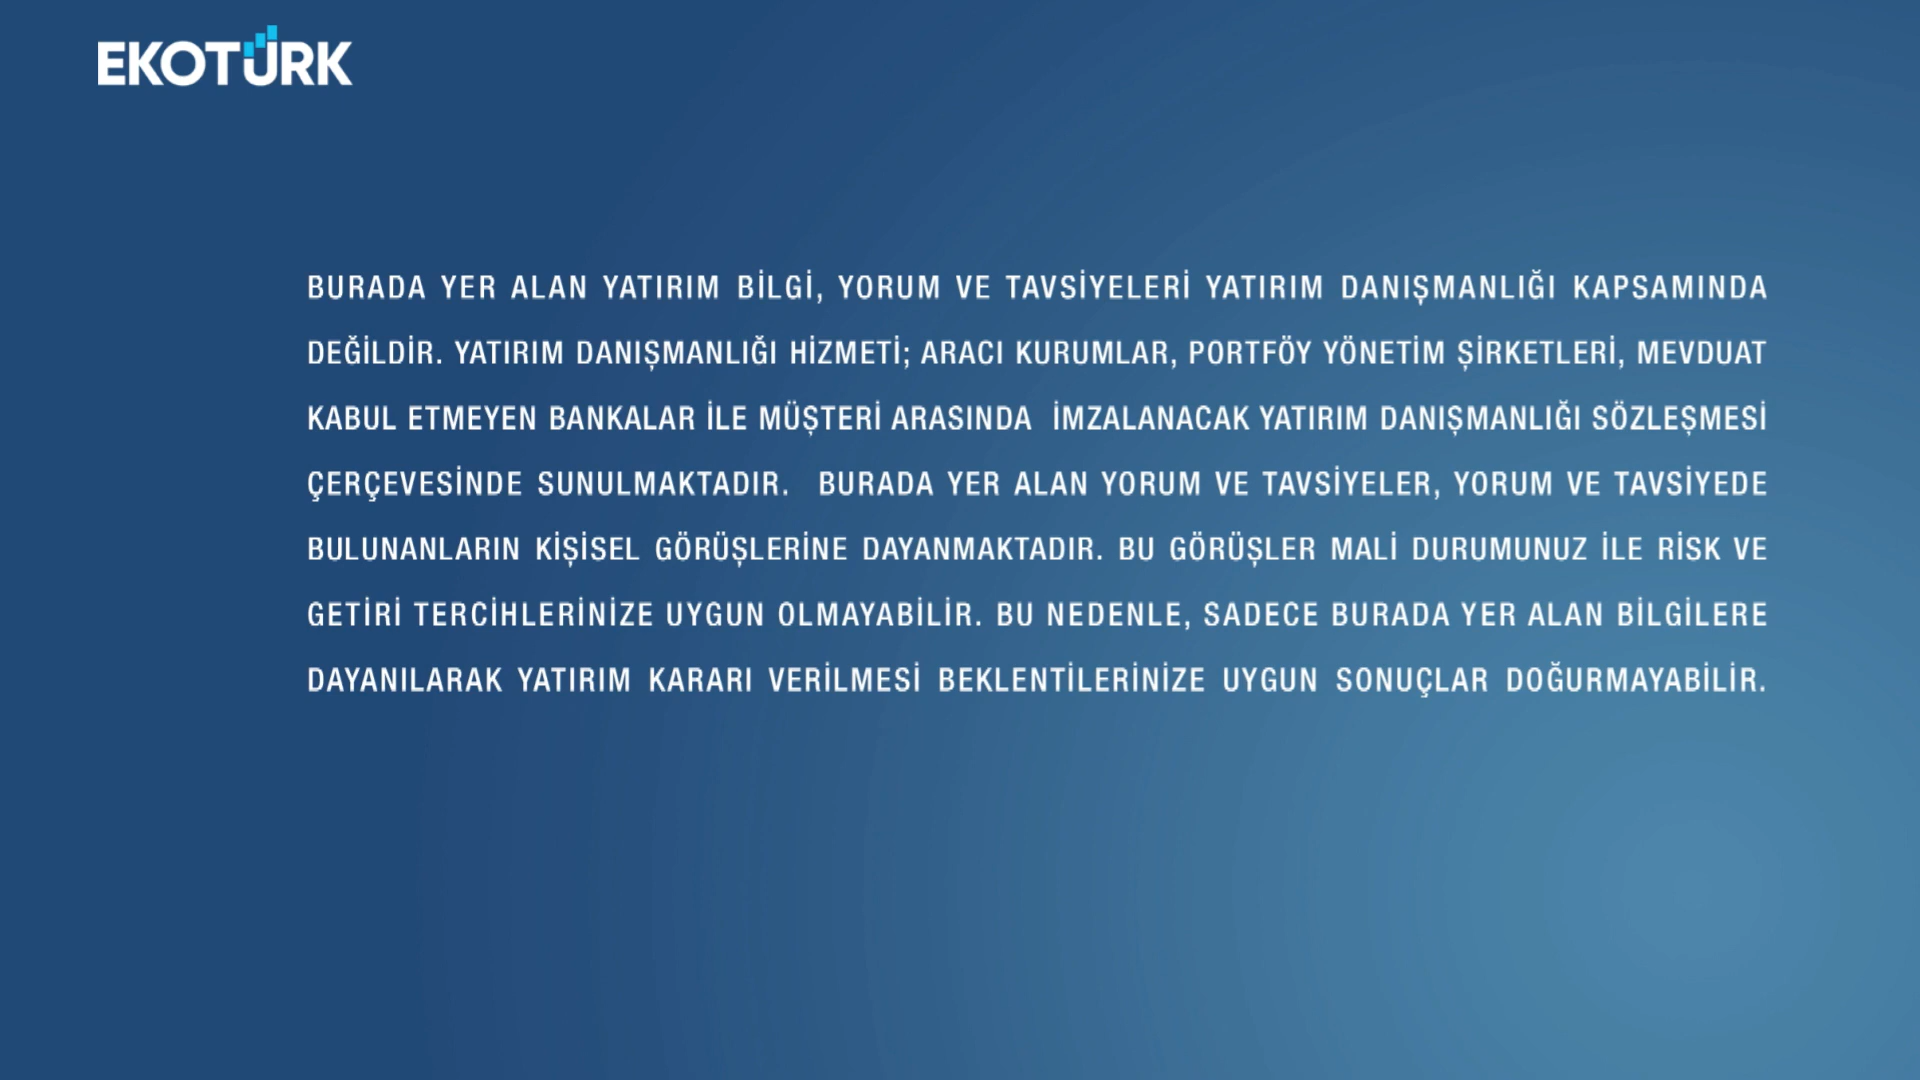 EKOTÜRK
BURADA YER ALAN YATIRIM BİLGİ, YORUM VE TAVSİYELERİ YATIRIM DANIŞMANLIĞI KAPSAMINDA
DEĞİLDİR. YATIRIM DANIŞMANLIĞI HİZMETİ; ARACI KURUMLAR, PORTFÖY YÖNETİM ŞİRKETLERİ, MEVDUAT
KABUL ETMEYEN BANKALAR İLE MÜŞTERİ ARASINDA İMZALANACAK YATIRIM DANIŞMANLIĞI SÖZLEŞMESİ
ÇERÇEVESİNDE SUNULMAKTADIR. BURADA YER ALAN YORUM VE TAVSİYELER, YORUM VE TAVSİYEDE
BULUNANLARIN KİŞİSEL GÖRÜŞLERİNE DAYANMAKTADIR. BU GÖRÜŞLER MALİ DURUMUNUZ İLE RİSK VE
GETİRİ TERCİHLERİNİZE UYGUN OLMAYABİLİR. BU NEDENLE, SADECE BURADA YER ALAN BİLGİLERE
DAYANILARAK YATIRIM KARARI VERİLMESİ BEKLENTİLERİNİZE UYGUN SONUÇLAR DOĞURMAYABİLİR.